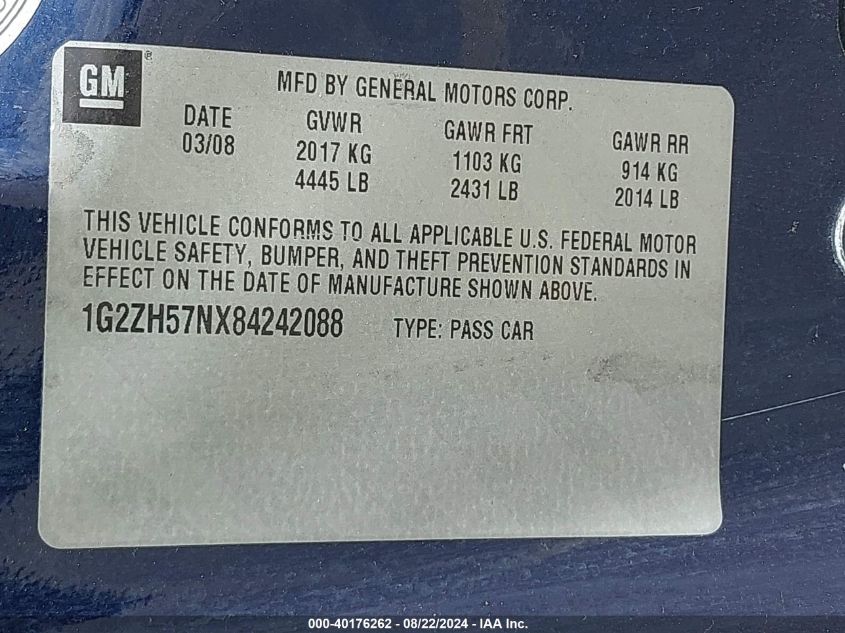 GM®
MFD BY GENERAL MOTORS CORP.
DATE GVWR GAWR FRT GAWR RR
03/08 2017 KG 1103 KG 914 KG
4445 LB 2431 LB 2014 LB
THIS VEHICLE CONFORMS TO ALL APPLICABLE U.S. FEDERAL MOTOR
VEHICLE SAFETY, BUMPER, AND THEFT PREVENTION STANDARDS IN
EFFECT ON THE DATE OF MANUFACTURE SHOWN ABOVE.
1G2ZH57NX84242088 TYPE: PASS CAR
000-40176262 - 08/22/2024 - IAA Inc.